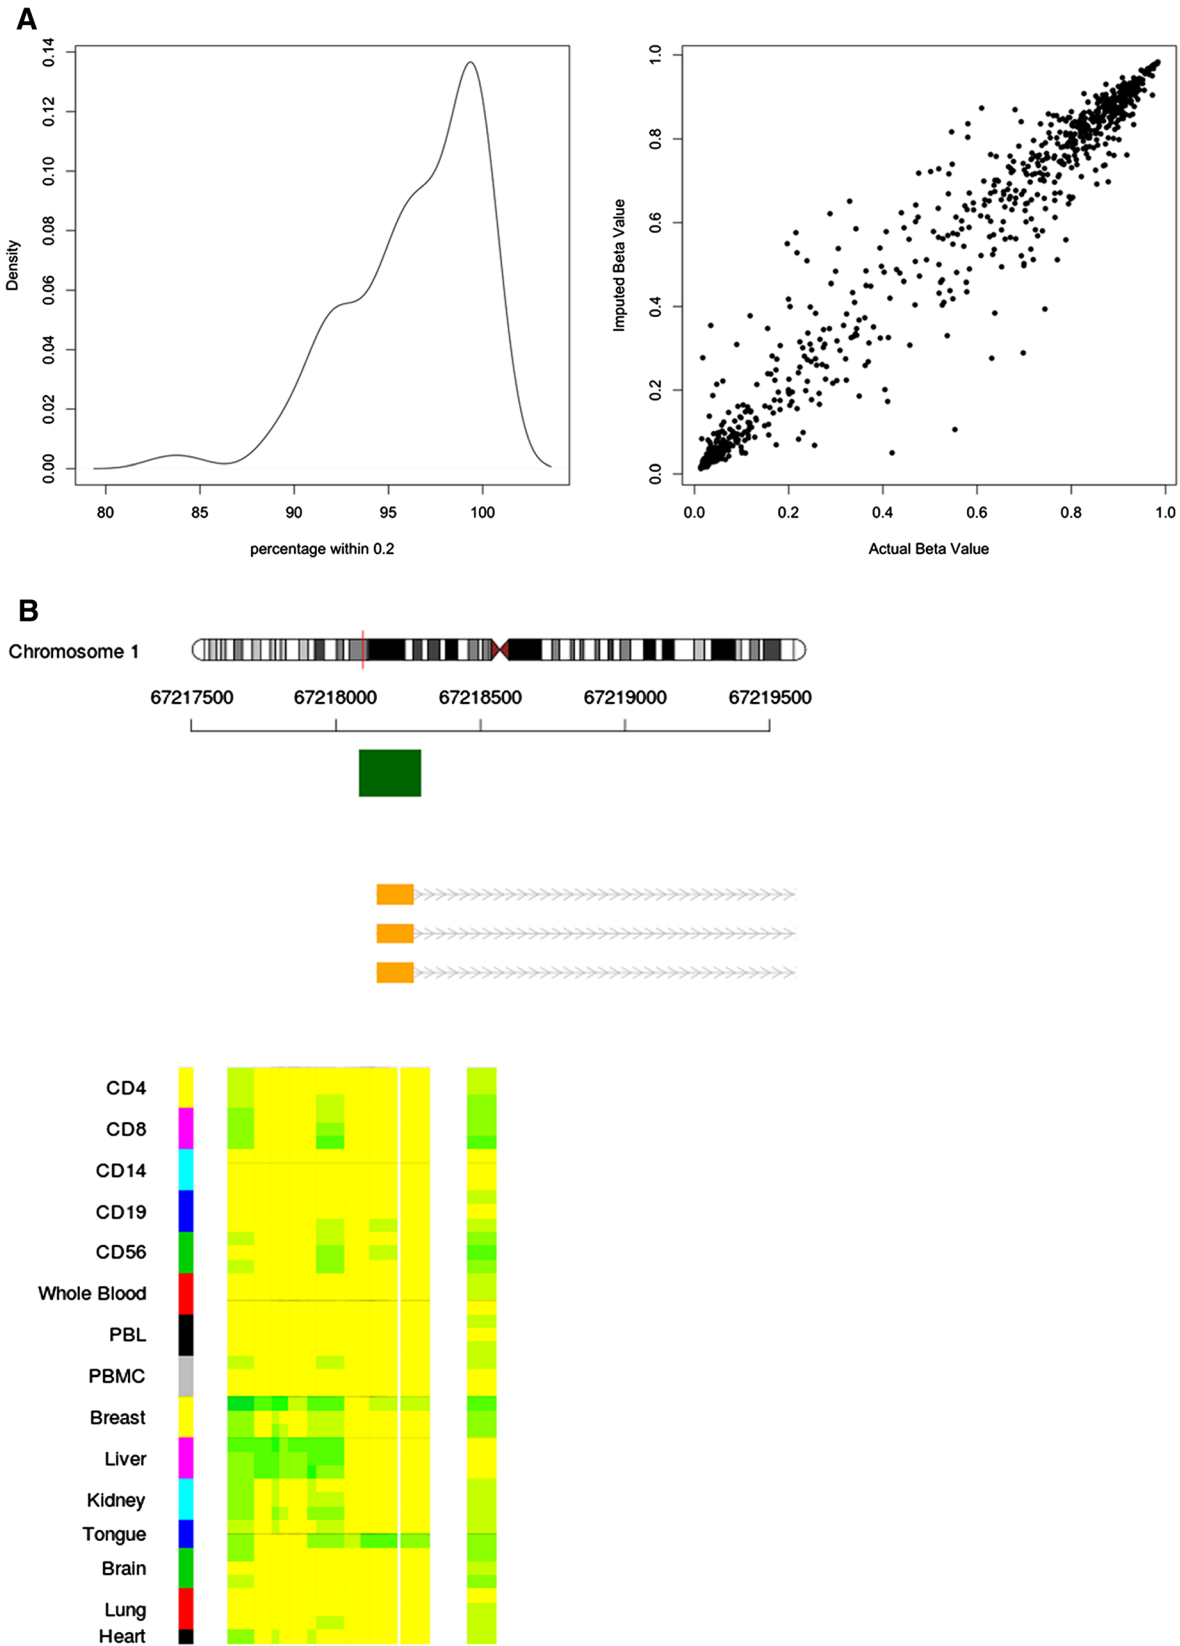 A
0.14
0.12
0.10
0.08
0.06
0.04
0.02
0.00
Density
80 85 90 95 100
percentage within 0.2
1.0
0.8
0.6
0.4
0.2
0.0
Imputed Beta Value
0.0 0.2 0.4 0.6 0.8 1.0
Actual Beta Value
B
Chromosome 1
67217500 67218000 67218500 67219000 67219500
CD4
CD8
CD14
CD19
CD56
Whole Blood
PBL
PBMC
Breast
Liver
Kidney
Tongue
Brain
Lung
Heart